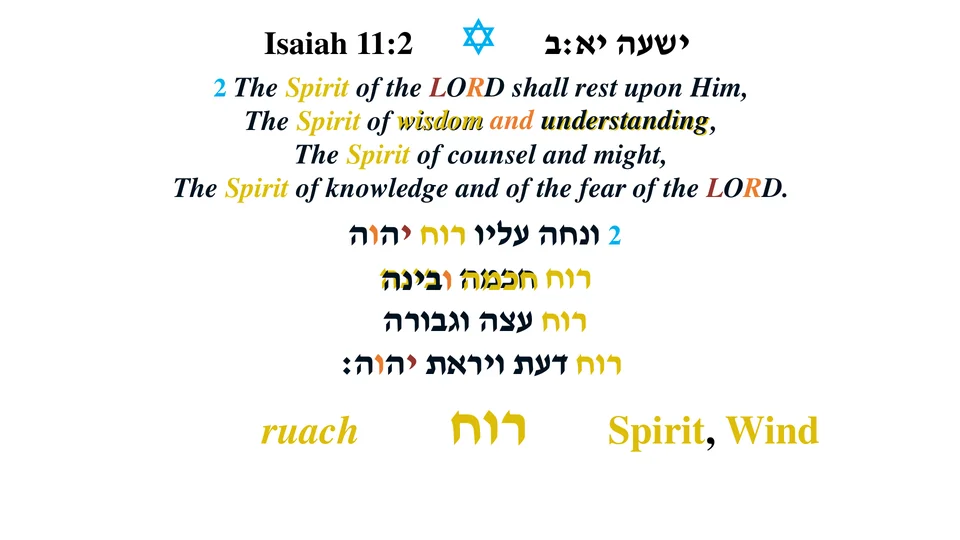 Isaiah 11:2 ✡ ישעה יא:ב
2 The Spirit of the LORD shall rest upon Him,
The Spirit of wisdom and understanding,
The Spirit of counsel and might,
The Spirit of knowledge and of the fear of the LORD.
2 ונחה עליו רוח יהוה
רוח חכמה ובינה
רוח עצה וגבורה
רוח דעת ויראת יהוה:
ruach רוח Spirit, Wind